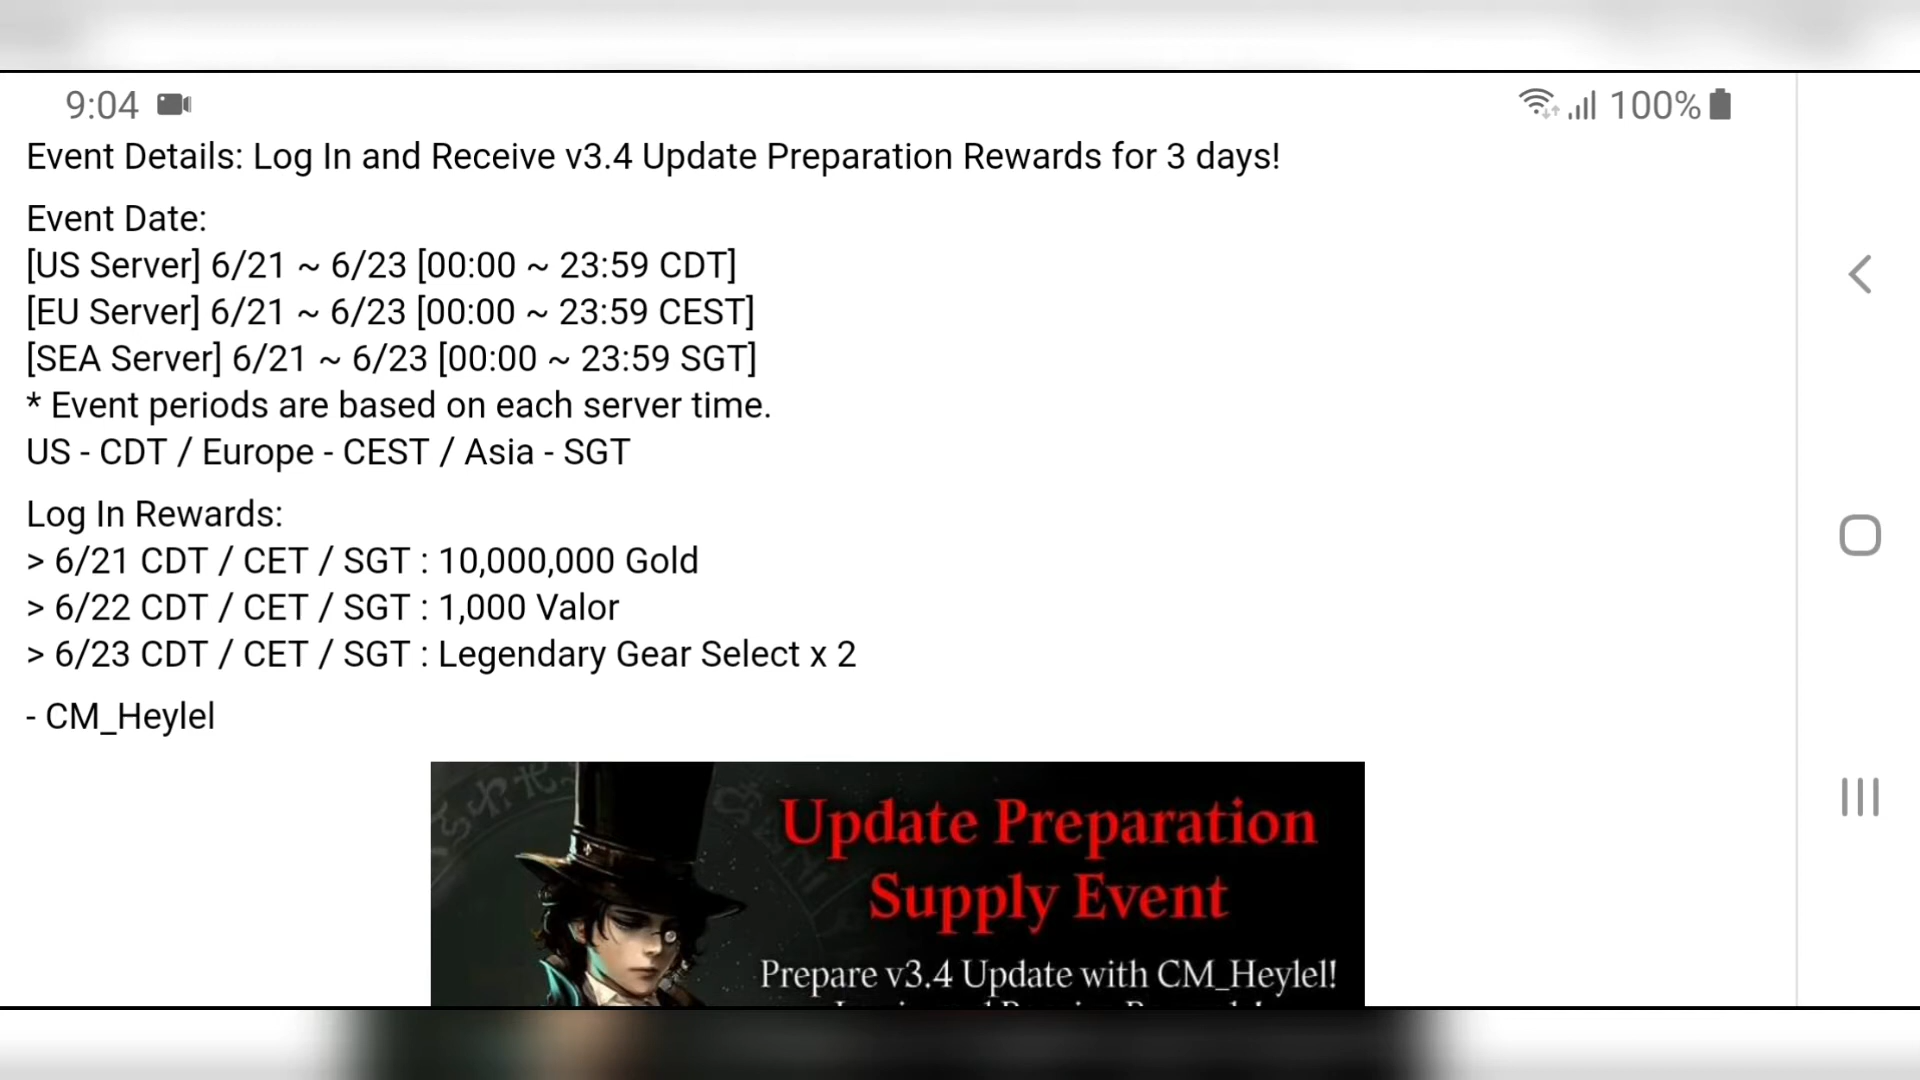 9:04
100%
Event Details: Log In and Receive v3.4 Update Preparation Rewards for 3 days!
Event Date:
[US Server] 6/21 ~ 6/23 [00:00 ~ 23:59 CDT]
[EU Server] 6/21 ~ 6/23 [00:00 ~ 23:59 CEST]
[SEA Server] 6/21 ~ 6/23 [00:00 ~ 23:59 SGT]
* Event periods are based on each server time.
US - CDT / Europe - CEST / Asia - SGT
Log In Rewards:
> 6/21 CDT / CET / SGT : 10,000,000 Gold
> 6/22 CDT / CET / SGT : 1,000 Valor
> 6/23 CDT / CET / SGT : Legendary Gear Select x 2
- CM_Heylel
Update Preparation
Supply Event
Prepare v3.4 Update with CM_Heylel!